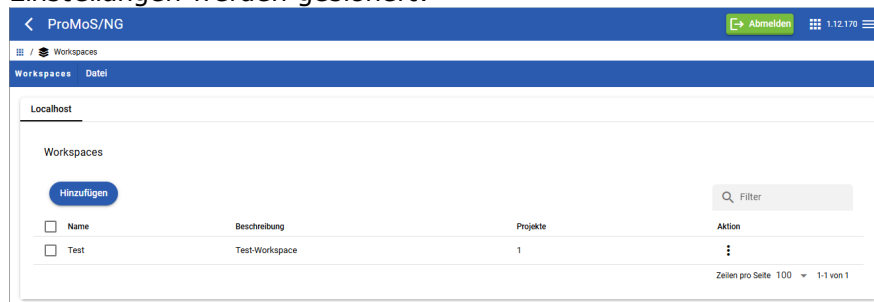 Einstellungen werden gesichert.
ProMoS/NG Abmelden 1.12.170
/ Workspaces
Workspaces Datei
Localhost
Workspaces
Hinzufügen Filter
Name Beschreibung Projekte Aktion
Test Test-Workspace 1
Zeilen pro Seite 100 1-1 von 1